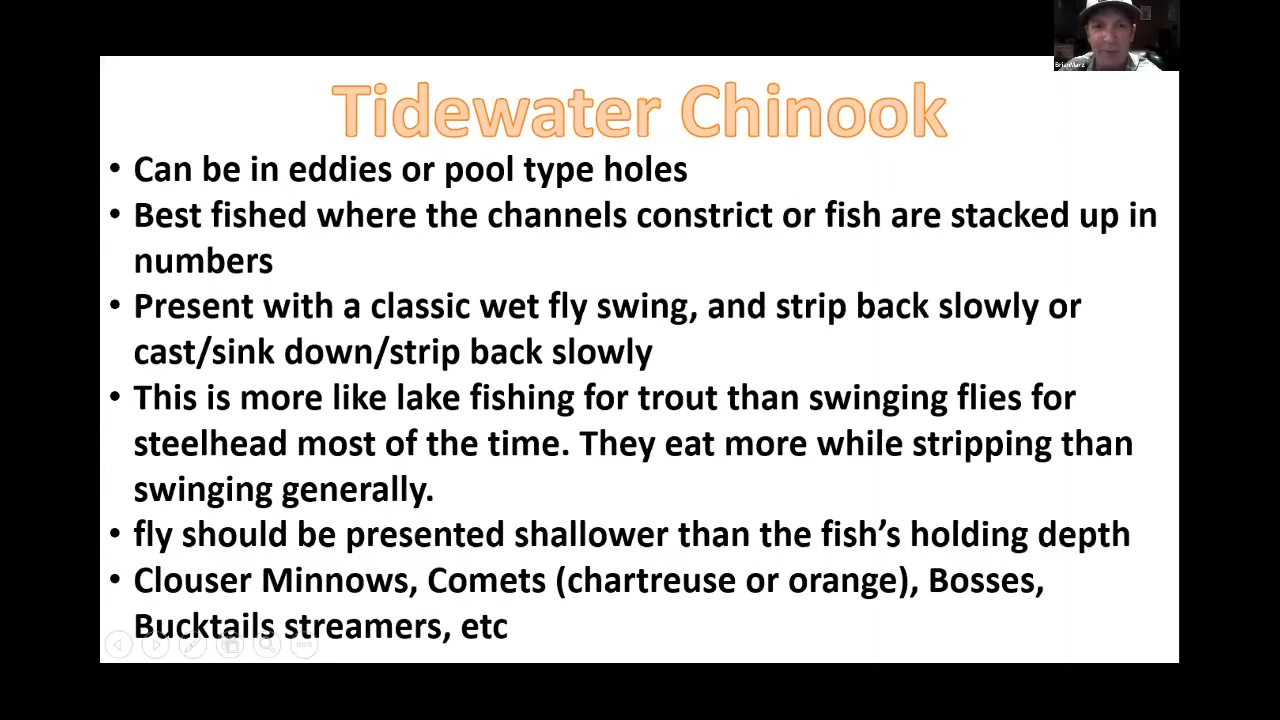 BrianMarz
Tidewater Chinook
• Can be in eddies or pool type holes
• Best fished where the channels constrict or fish are stacked up in
numbers
• Present with a classic wet fly swing, and strip back slowly or
cast/sink down/strip back slowly
• This is more like lake fishing for trout than swinging flies for
steelhead most of the time. They eat more while stripping than
swinging generally.
• fly should be presented shallower than the fish’s holding depth
• Clouser Minnows, Comets (chartreuse or orange), Bosses,
Bucktails streamers, etc